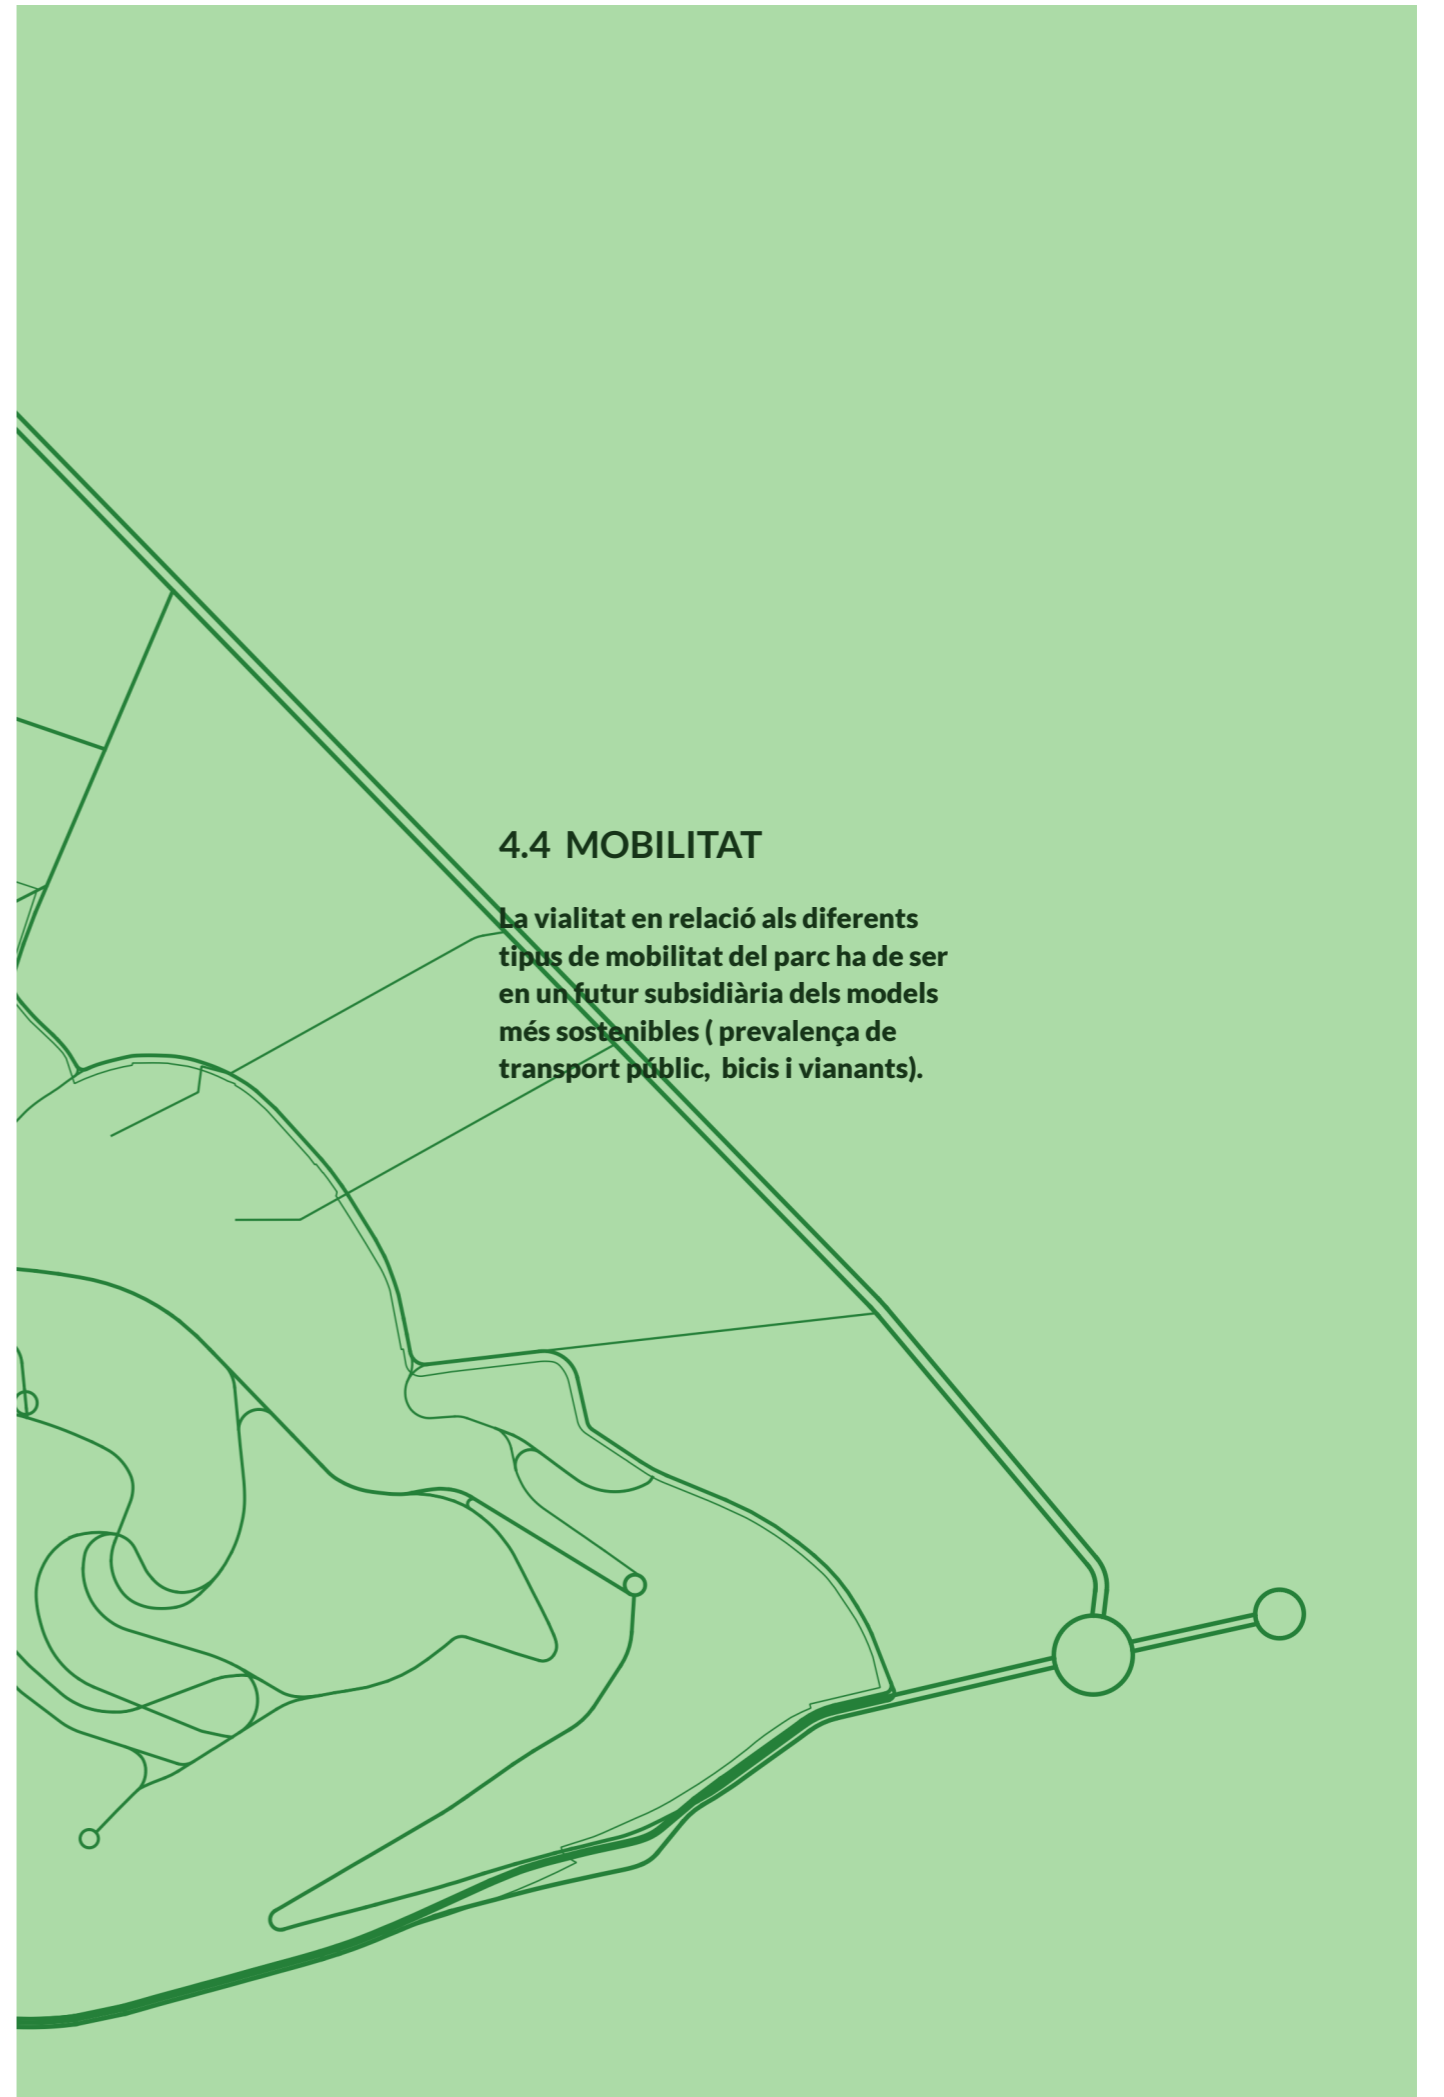 4.4 MOBILITAT
La vialitat en relació als diferents
tipus de mobilitat del parc ha de ser
en un futur subsidiària dels models
més sostenibles ( prevalença de
transport públic, bicis i vianants).